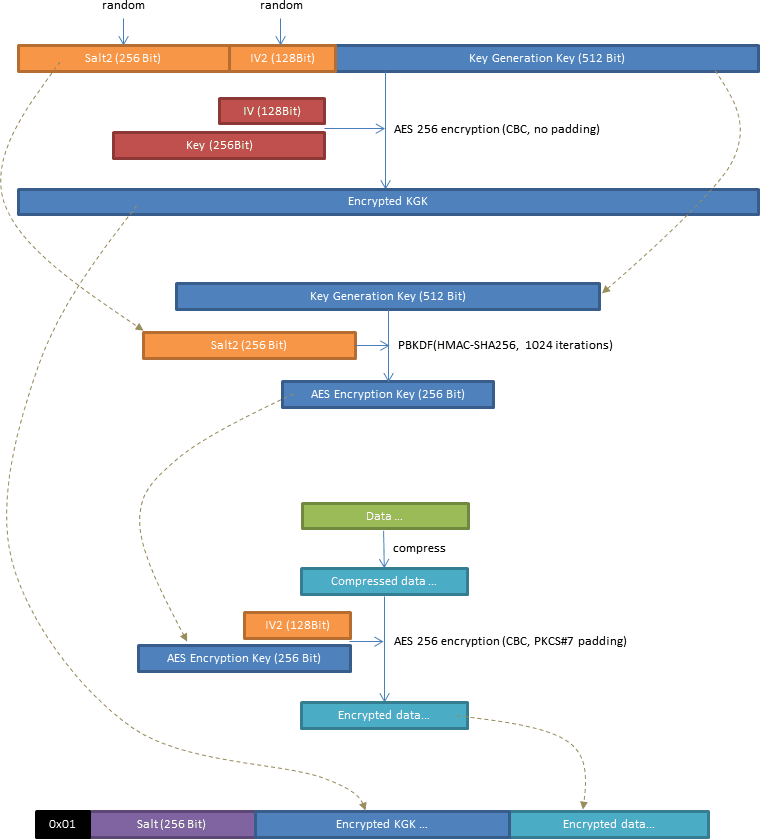 random
random
Salt2 (256 Bit)
IV2 (128Bit)
Key Generation Key (512 Bit)
IV (128Bit)
Key (256Bit)
AES 256 encryption (CBC, no padding)
Encrypted KGK
Key Generation Key (512 Bit)
Salt2 (256 Bit)
PBKDF(HMAC-SHA256, 1024 iterations)
AES Encryption Key (256 Bit)
Data ...
compress
Compressed data ...
IV2 (128Bit)
AES Encryption Key (256 Bit)
AES 256 encryption (CBC, PKCS#7 padding)
Encrypted data...
0x01
Salt (256 Bit)
Encrypted KGK ...
Encrypted data...